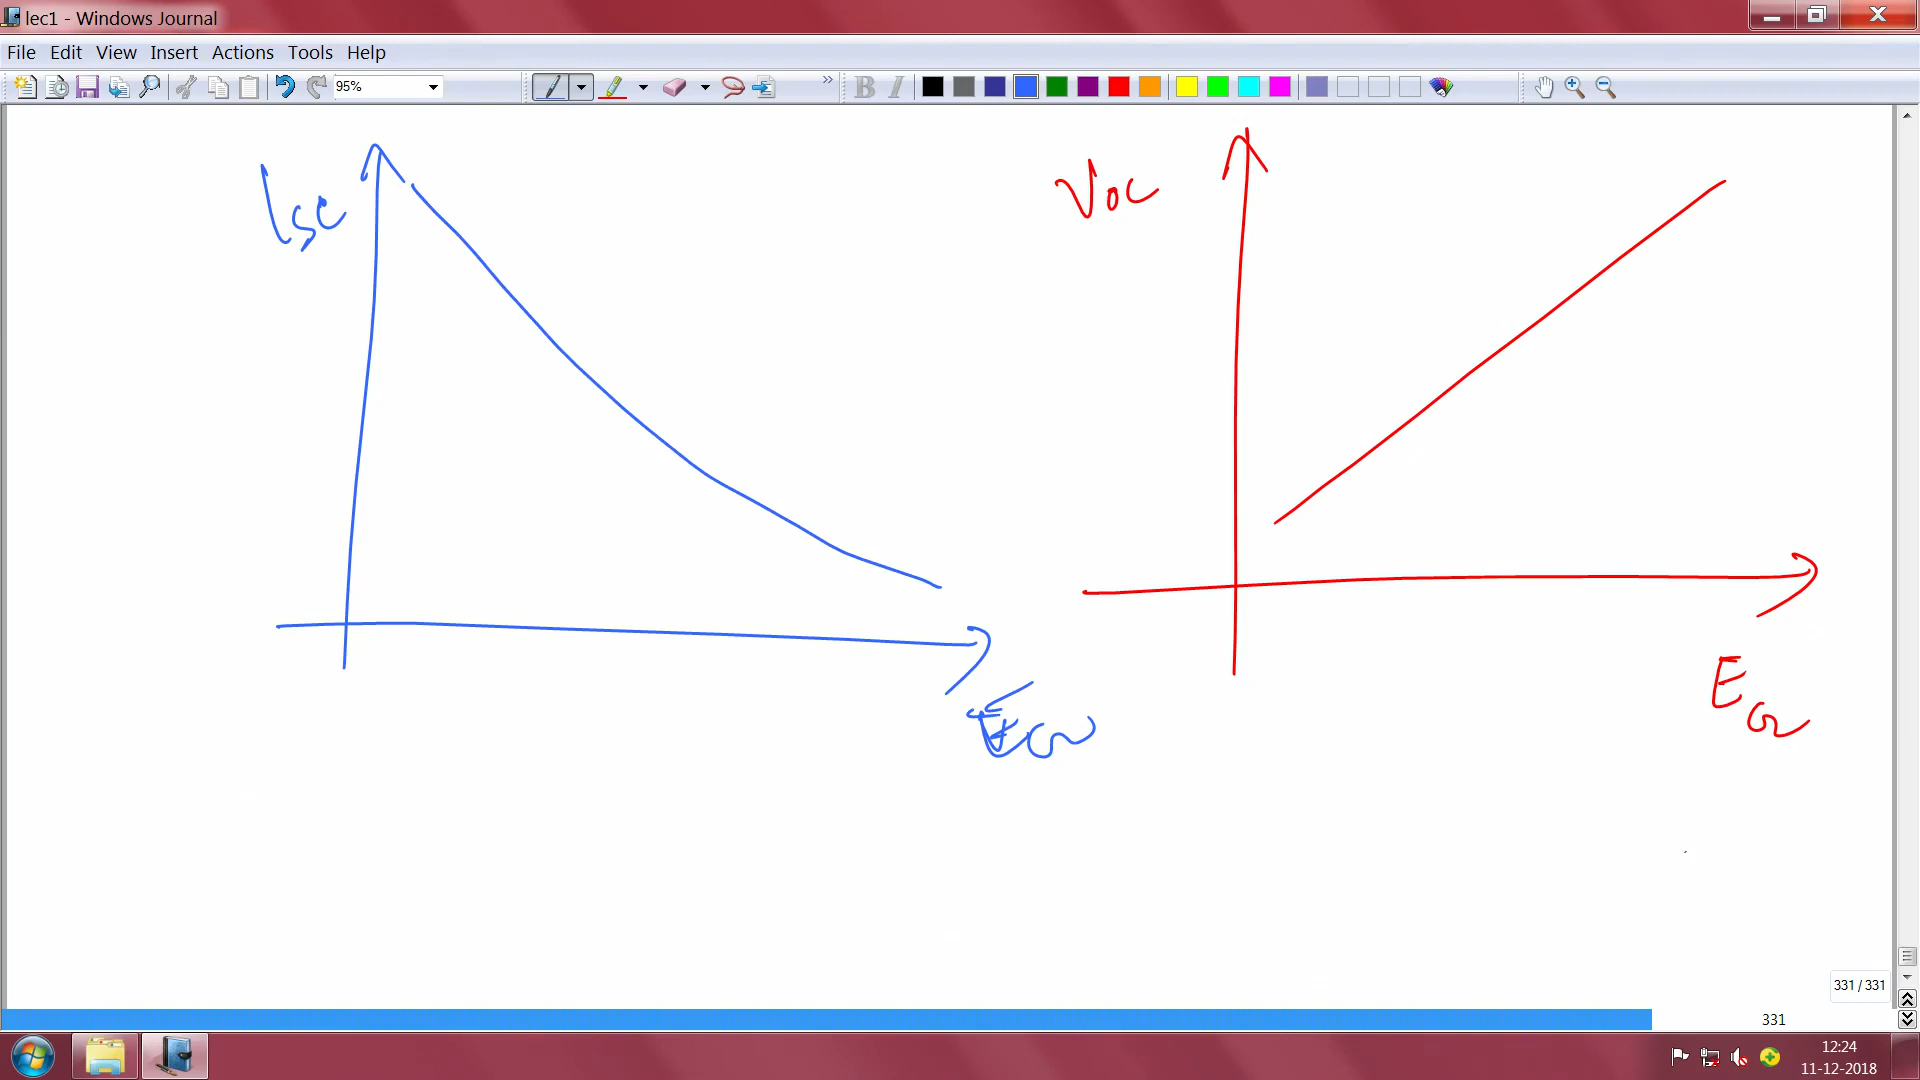 lec1 - Windows Journal
File Edit View Insert Actions Tools Help
95%
B I
Isc
Voc
EG
EG
331 / 331
331
12:24
11-12-2018